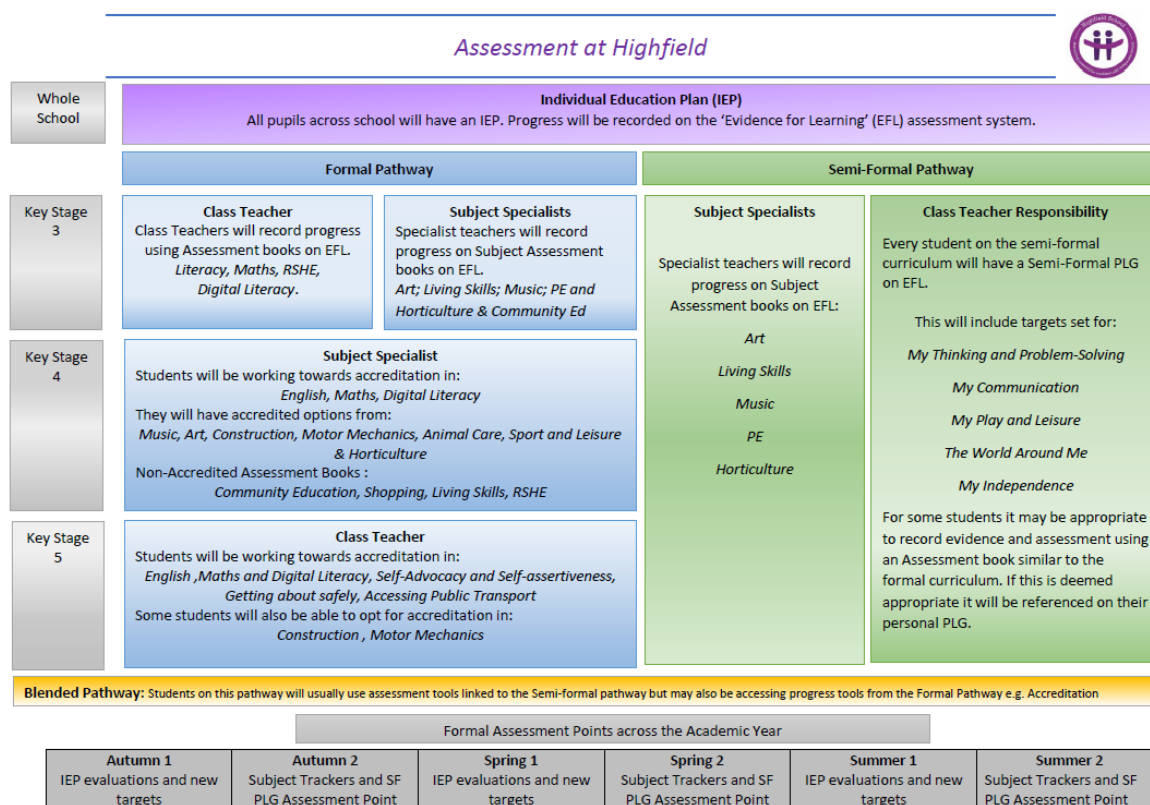 Assessment at Highfield
Highfield School
Whole
School
Individual Education Plan (IEP)
All pupils across school will have an IEP. Progress will be recorded on the ‘Evidence for Learning’ (EFL) assessment system.
Formal Pathway
Semi-Formal Pathway
Key Stage
3
Class Teacher
Class Teachers will record progress
using Assessment books on EFL.
Literacy, Maths, RSHE,
Digital Literacy.
Subject Specialists
Specialist teachers will record
progress on Subject Assessment
books on EFL.
Art; Living Skills; Music; PE and
Horticulture & Community Ed
Key Stage
4
Subject Specialist
Students will be working towards accreditation in:
English, Maths, Digital Literacy
They will have accredited options from:
Music, Art, Construction, Motor Mechanics, Animal Care, Sport and Leisure
& Horticulture
Non-Accredited Assessment Books :
Community Education, Shopping, Living Skills, RSHE
Key Stage
5
Class Teacher
Students will be working towards accreditation in:
English ,Maths and Digital Literacy, Self-Advocacy and Self-assertiveness,
Getting about safely, Accessing Public Transport
Some students will also be able to opt for accreditation in:
Construction , Motor Mechanics
Subject Specialists
Specialist teachers will record
progress on Subject
Assessment books on EFL:
Art
Living Skills
Music
PE
Horticulture
Class Teacher Responsibility
Every student on the semi-formal
curriculum will have a Semi-Formal PLG
on EFL.
This will include targets set for:
My Thinking and Problem-Solving
My Communication
My Play and Leisure
The World Around Me
My Independence
For some students it may be appropriate
to record evidence and assessment using
an Assessment book similar to the
formal curriculum. If this is deemed
appropriate it will be referenced on their
personal PLG.
Blended Pathway: Students on this pathway will usually use assessment tools linked to the Semi-formal pathway but may also be accessing progress tools from the Formal Pathway e.g. Accreditation
Formal Assessment Points across the Academic Year
Autumn 1
IEP evaluations and new
targets
Autumn 2
Subject Trackers and SF
PLG Assessment Point
Spring 1
IEP evaluations and new
targets
Spring 2
Subject Trackers and SF
PLG Assessment Point
Summer 1
IEP evaluations and new
targets
Summer 2
Subject Trackers and SF
PLG Assessment Point